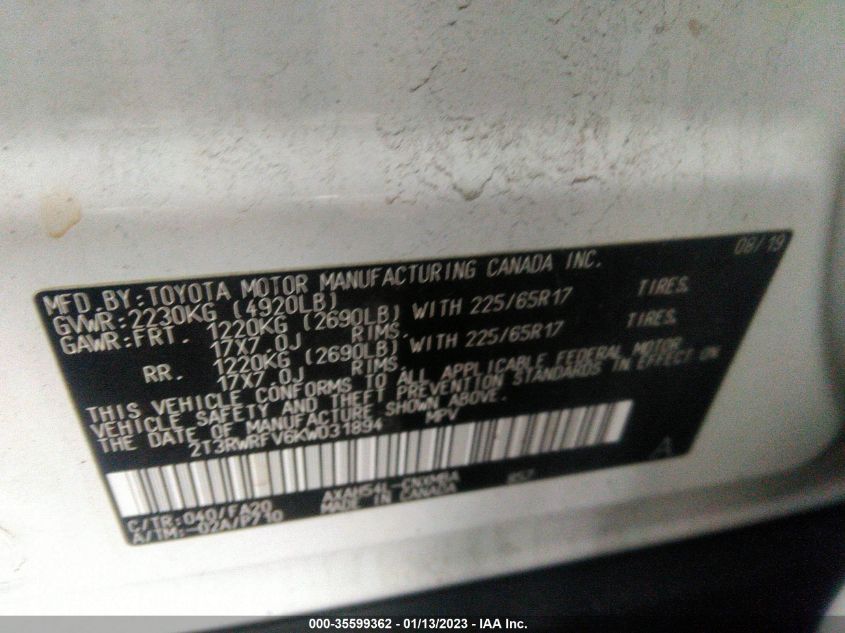 08/19
MFD BY: TOYOTA MOTOR MANUFACTURING CANADA INC.
GVWR: 2230KG (4920LB)
GAWR: FRT. 1220KG (2690LB) WITH 225/65R17 TIRES
17X7.0J RIMS.
RR. 1220KG (2690LB) WITH 225/65R17 TIRES
17X7.0J RIMS.
THIS VEHICLE CONFORMS TO ALL APPLICABLE FEDERAL MOTOR
VEHICLE SAFETY AND THEFT PREVENTION STANDARDS IN EFFECT ON
THE DATE OF MANUFACTURE SHOWN ABOVE.
2T3RWRFV6KW031894 MPV
C/TR: 040/FA20 AXAH54L-CNXMBA
A/TM: -02A/P710 MADE IN CANADA
000-35599362 - 01/13/2023 - IAA Inc.